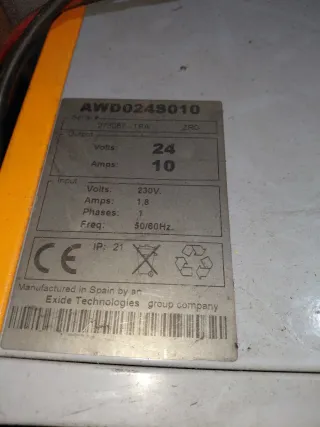 AWD024S010
Output
Volts: 24
Amps: 10
Input
Volts: 230V.
Amps: 1,8
Phases: 1
Freq: 50/60Hz.
CE IP: 21
Manufactured in Spain by an
Exide Technologies group company